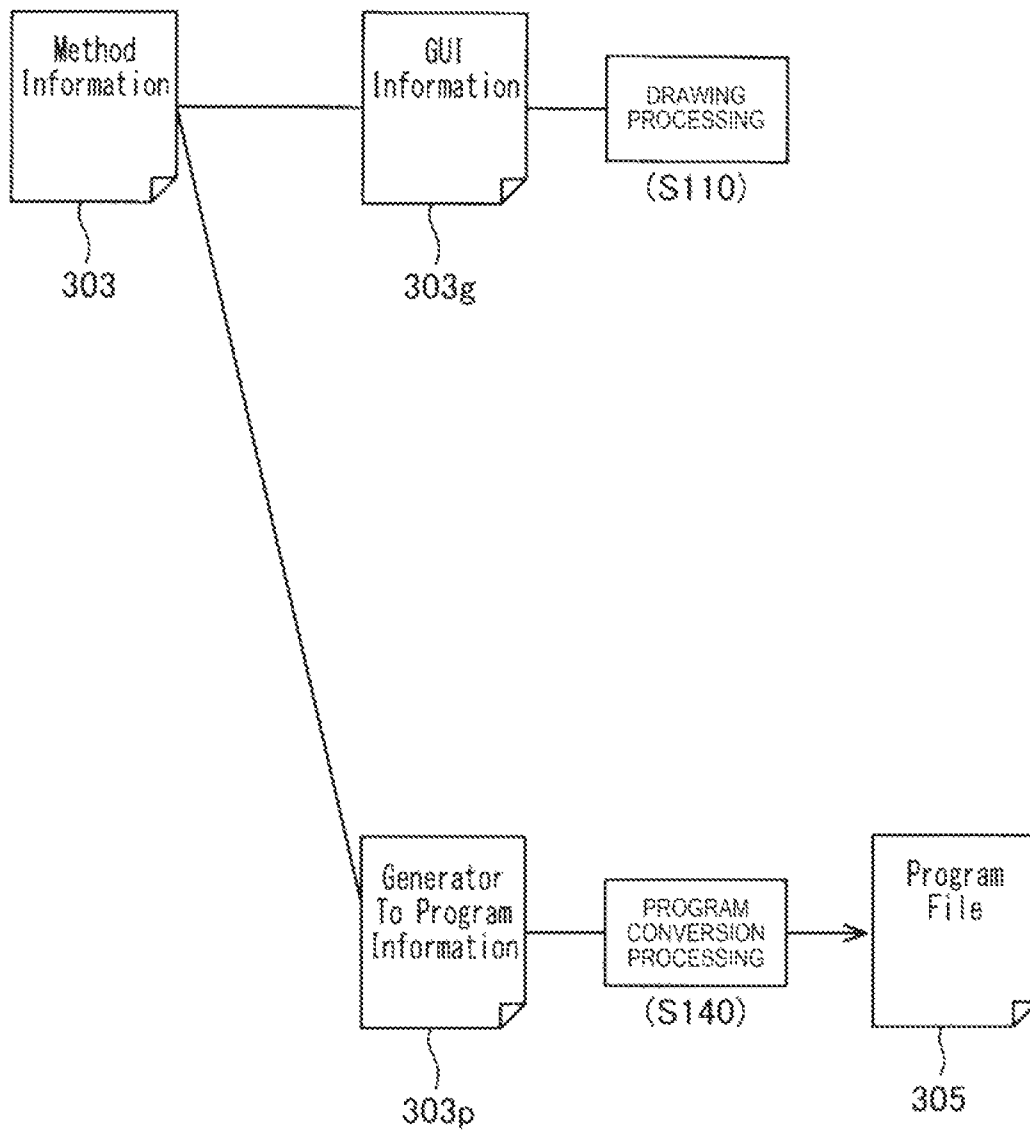 Method
Information
GUI
Information
DRAWING
PROCESSING
(S110)
303
303g
Generator
To Program
Information
PROGRAM
CONVERSION
PROCESSING
Program
File
(S140)
303p
305